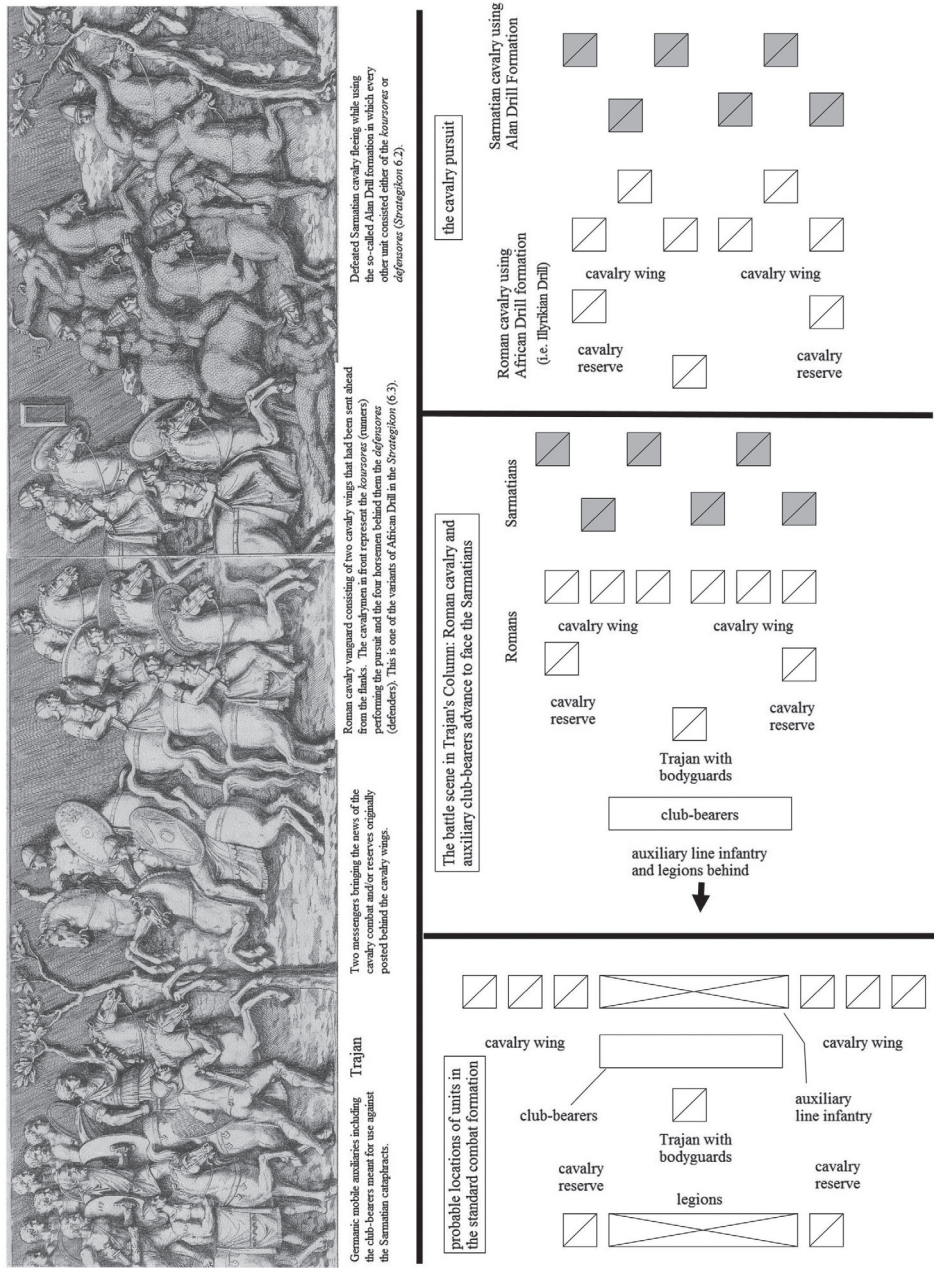 Germanic mobile auxiliaries including
the club-bearers meant for use against
the Sarmatian cataphracts.
Trajan
Two messengers bringing the news of the
cavalry combat and/or reserves originally
posted behind the cavalry wings.
Roman cavalry vanguard consisting of two cavalry wings that had been sent ahead
from the flanks. The cavalrymen in front represent the koursores (runners)
performing the pursuit and the four horsemen behind them the defensores
(defenders). This is one of the variants of African Drill in the Strategikon (6.3).
Defeated Sarmatian cavalry fleeing while using
the so-called Alan Drill formation in which every
other unit consisted either of the koursores or
defensores (Strategikon 6.2).
the cavalry pursuit
Sarmatian cavalry using
Alan Drill Formation
Roman cavalry using
African Drill formation
(i.e. Illyrikian Drill)
cavalry wing
cavalry wing
cavalry
reserve
cavalry
reserve
The battle scene in Trajan's Column: Roman cavalry and
auxiliary club-bearers advance to face the Sarmatians
Sarmatians
Romans
cavalry wing
cavalry wing
cavalry
reserve
cavalry
reserve
Trajan with
bodyguards
club-bearers
auxiliary line infantry
and legions behind
probable locations of units in
the standard combat formation
cavalry wing
cavalry wing
club-bearers
auxiliary
line infantry
Trajan with
bodyguards
cavalry
reserve
cavalry
reserve
legions